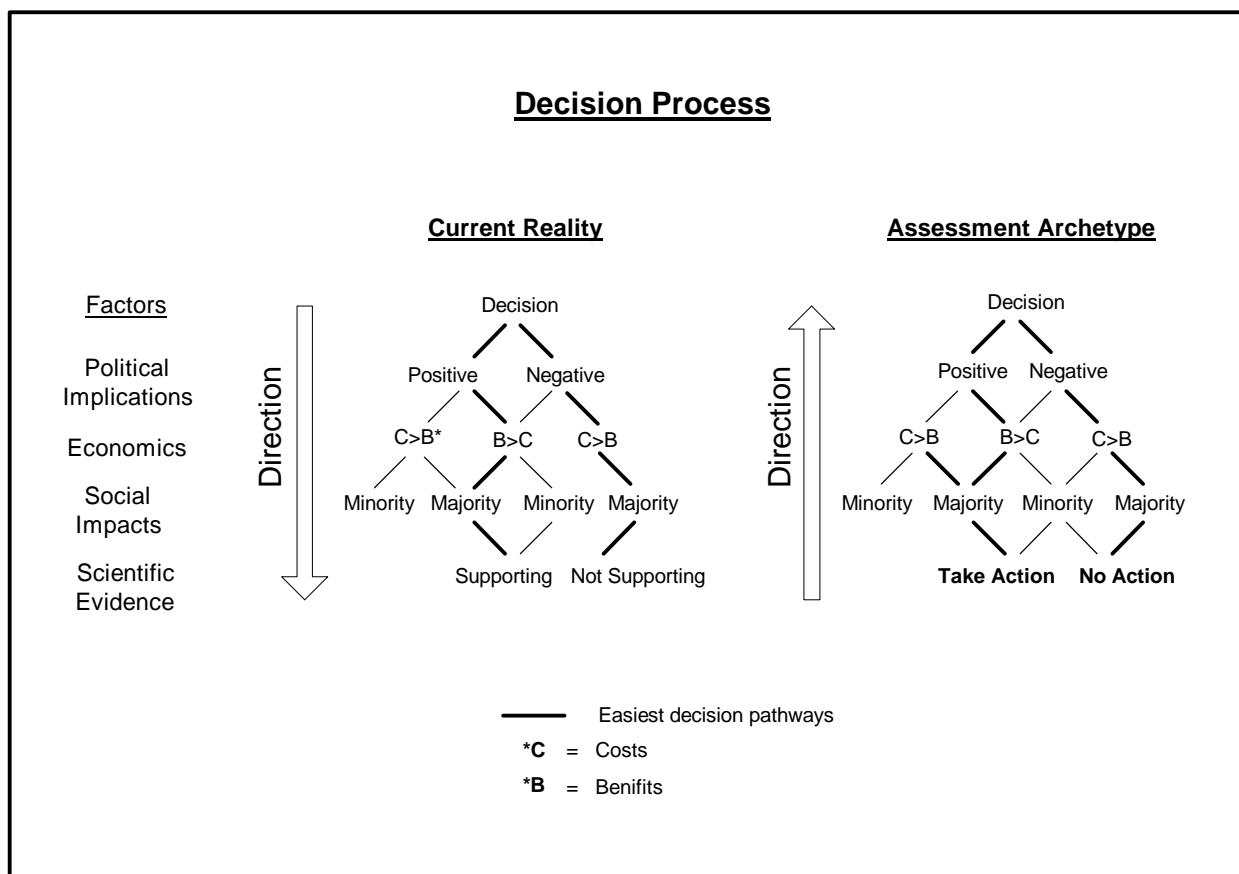 Decision Process
Current Reality
Assessment Archetype
Factors
Political
Implications
Economics
Social
Impacts
Scientific
Evidence
Direction
Decision
Positive Negative
C>B* B>C C>B
Minority Majority Minority Majority
Supporting Not Supporting
Direction
Decision
Positive Negative
C>B B>C C>B
Minority Majority Minority Majority
Take Action No Action
Easiest decision pathways
*C = Costs
*B = Benifits